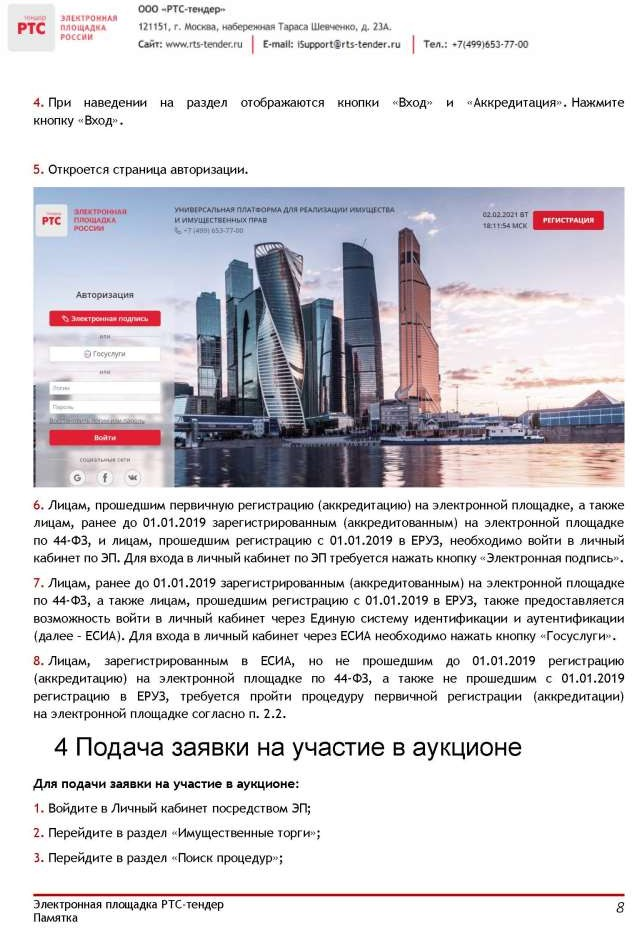 тендер
РТС
ЭЛЕКТРОННАЯ
ПЛОЩАДКА
РОССИИ
ООО «РТС-тендер»
121151, г. Москва, набережная Тараса Шевченко, д. 23А.
Сайт: www.rts-tender.ru | E-mail: iSupport@rts-tender.ru | Тел.: +7(499)653-77-00
4. При наведении на раздел отображаются кнопки «Вход» и «Аккредитация». Нажмите
кнопку «Вход».
5. Откроется страница авторизации.
тендер
РТС
ЭЛЕКТРОННАЯ
ПЛОЩАДКА
РОССИИ
УНИВЕРСАЛЬНАЯ ПЛАТФОРМА ДЛЯ РЕАЛИЗАЦИИ ИМУЩЕСТВА
И ИМУЩЕСТВЕННЫХ ПРАВ
+7 (499) 653-77-00
02.02.2021 ВТ
18:11:54 МСК
РЕГИСТРАЦИЯ
Авторизация
Электронная подпись
или
Госуслуги
или
Логин
Пароль
Восстановить логин или пароль
Войти
социальные сети
G f
6. Лицам, прошедшим первичную регистрацию (аккредитацию) на электронной площадке, а также
лицам, ранее до 01.01.2019 зарегистрированным (аккредитованным) на электронной площадке
по 44-ФЗ, и лицам, прошедшим регистрацию с 01.01.2019 в ЕРУЗ, необходимо войти в личный
кабинет по ЭП. Для входа в личный кабинет по ЭП требуется нажать кнопку «Электронная подпись».
7. Лицам, ранее до 01.01.2019 зарегистрированным (аккредитованным) на электронной площадке
по 44-ФЗ, а также лицам, прошедшим регистрацию с 01.01.2019 в ЕРУЗ, также предоставляется
возможность войти в личный кабинет через Единую систему идентификации и аутентификации
(далее – ЕСИА). Для входа в личный кабинет через ЕСИА необходимо нажать кнопку «Госуслуги».
8. Лицам, зарегистрированным в ЕСИА, но не прошедшим до 01.01.2019 регистрацию
(аккредитацию) на электронной площадке по 44-ФЗ, а также не прошедшим с 01.01.2019
регистрацию в ЕРУЗ, требуется пройти процедуру первичной регистрации (аккредитации)
на электронной площадке согласно п. 2.2.
4 Подача заявки на участие в аукционе
Для подачи заявки на участие в аукционе:
1. Войдите в Личный кабинет посредством ЭП;
2. Перейдите в раздел «Имущественные торги»;
3. Перейдите в раздел «Поиск процедур»;
Электронная площадка РТС-тендер
Памятка
8